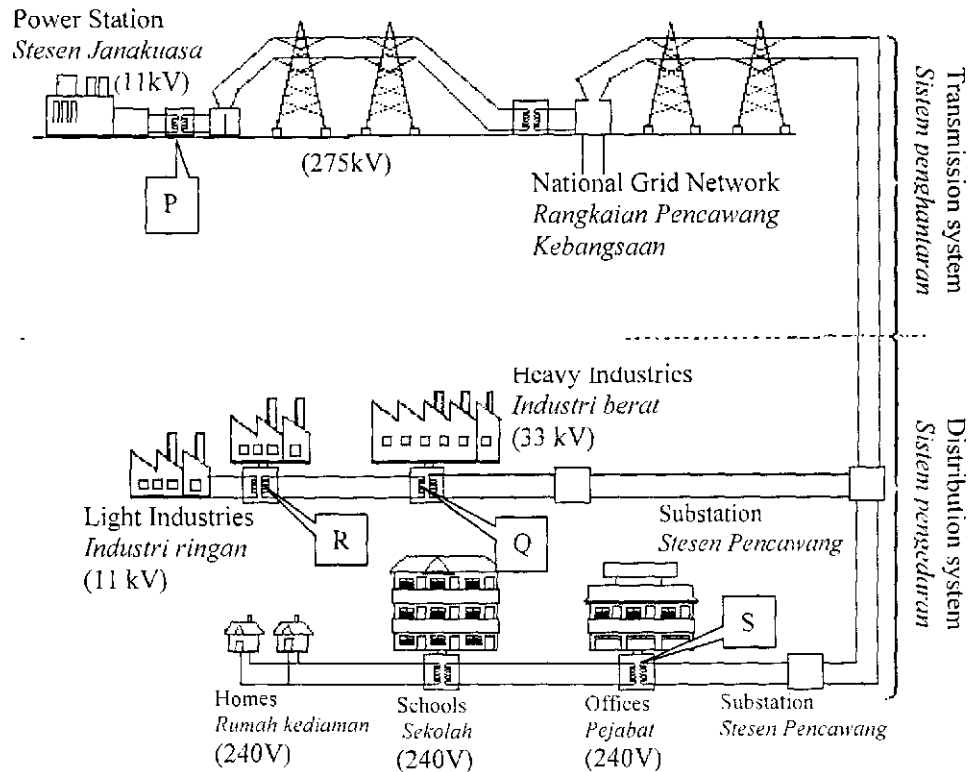 Power Station
Stesen Janakuasa
(11kV)
(275kV)
P
National Grid Network
Rangkaian Pencawang
Kebangsaan
Transmission system
Sistem penghantaran
Heavy Industries
Industri berat
(33 kV)
Light Industries
Industri ringan
(11 kV)
R
Q
Substation
Stesen Pencawang
Distribution system
Sistem pengedaran
S
Homes
Rumah kediaman
(240V)
Schools
Sekolah
(240V)
Offices
Pejabat
(240V)
Substation
Stesen Pencawang